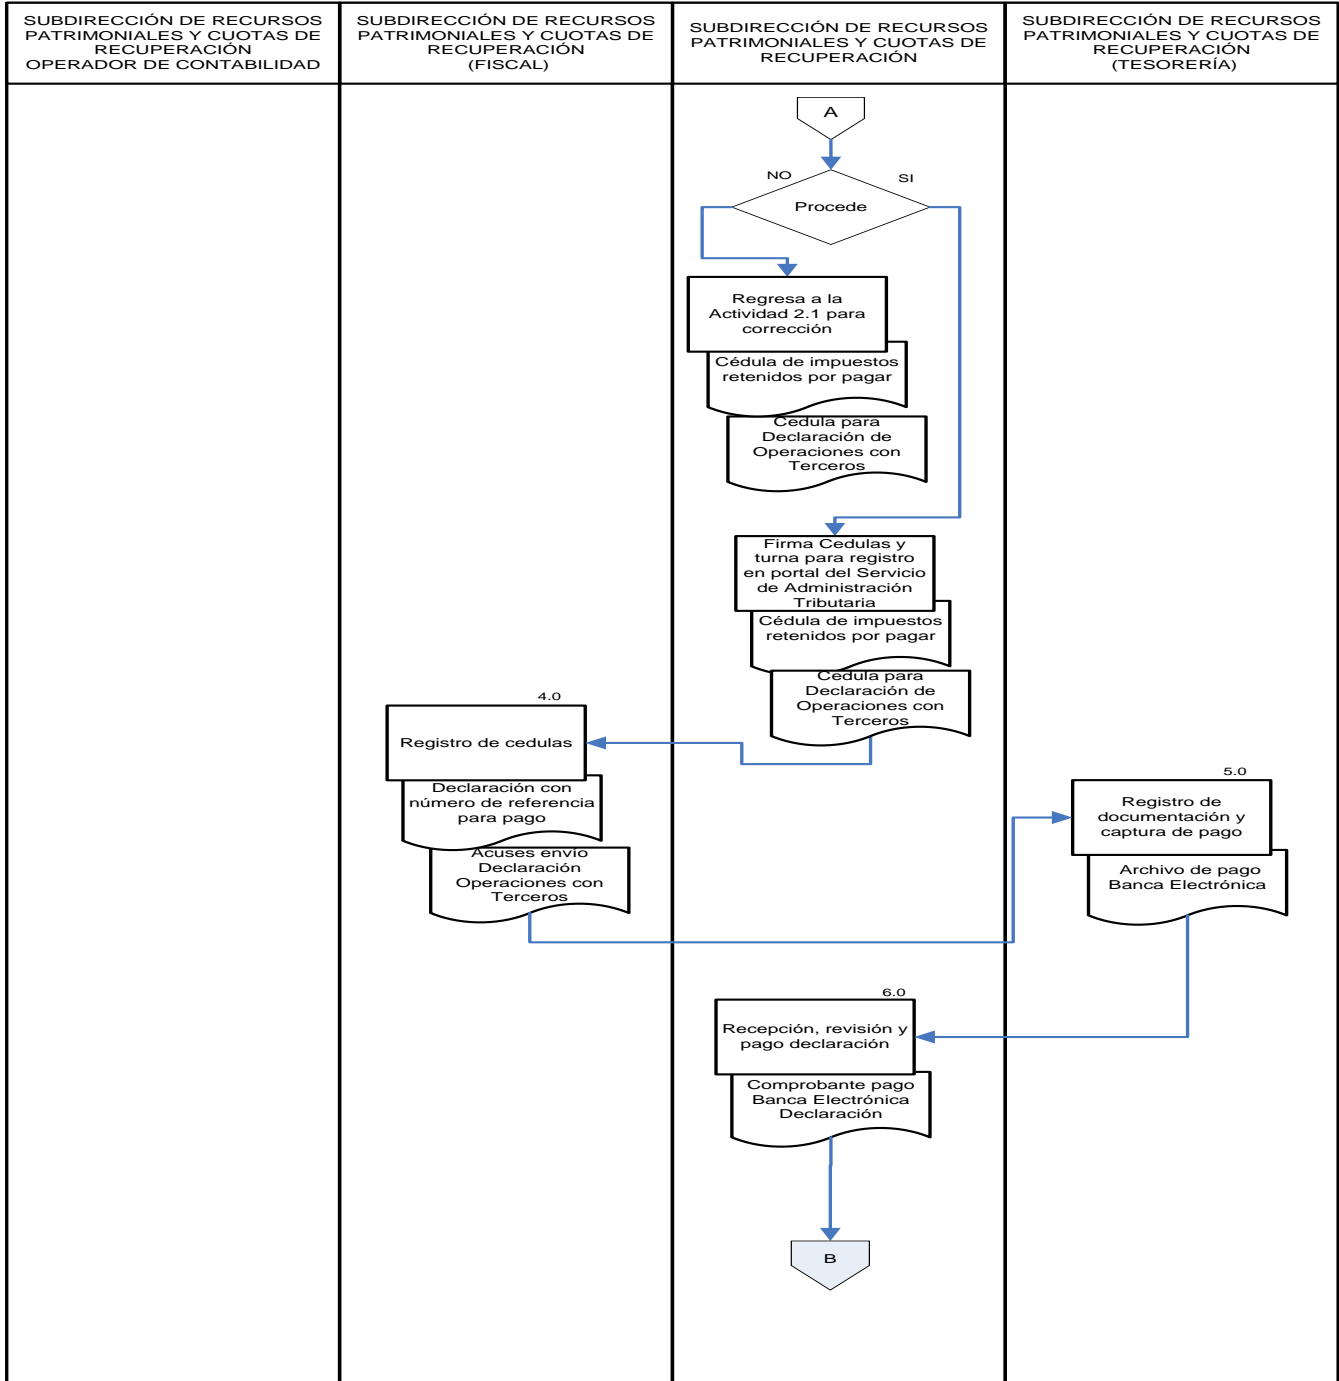 SUBDIRECCIÓN DE RECURSOS
PATRIMONIALES Y CUOTAS DE
RECUPERACIÓN
OPERADOR DE CONTABILIDAD
SUBDIRECCIÓN DE RECURSOS
PATRIMONIALES Y CUOTAS DE
RECUPERACIÓN
(FISCAL)
SUBDIRECCIÓN DE RECURSOS
PATRIMONIALES Y CUOTAS DE
RECUPERACIÓN
SUBDIRECCIÓN DE RECURSOS
PATRIMONIALES Y CUOTAS DE
RECUPERACIÓN
(TESORERÍA)
A
NO
SI
Procede
Regresa a la
Actividad 2.1 para
corrección
Cédula de impuestos
retenidos por pagar
Cedula para
Declaración de
Operaciones con
Terceros
Firma Cedulas y
turna para registro
en portal del Servicio
de Administración
Tributaria
Cédula de impuestos
retenidos por pagar
Cedula para
Declaración de
Operaciones con
Terceros
4.0
Registro de cedulas
Declaración con
número de referencia
para pago
Acuses envío
Declaración
Operaciones con
Terceros
5.0
Registro de
documentación y
captura de pago
Archivo de pago
Banca Electrónica
6.0
Recepción, revisión y
pago declaración
Comprobante pago
Banca Electrónica
Declaración
B